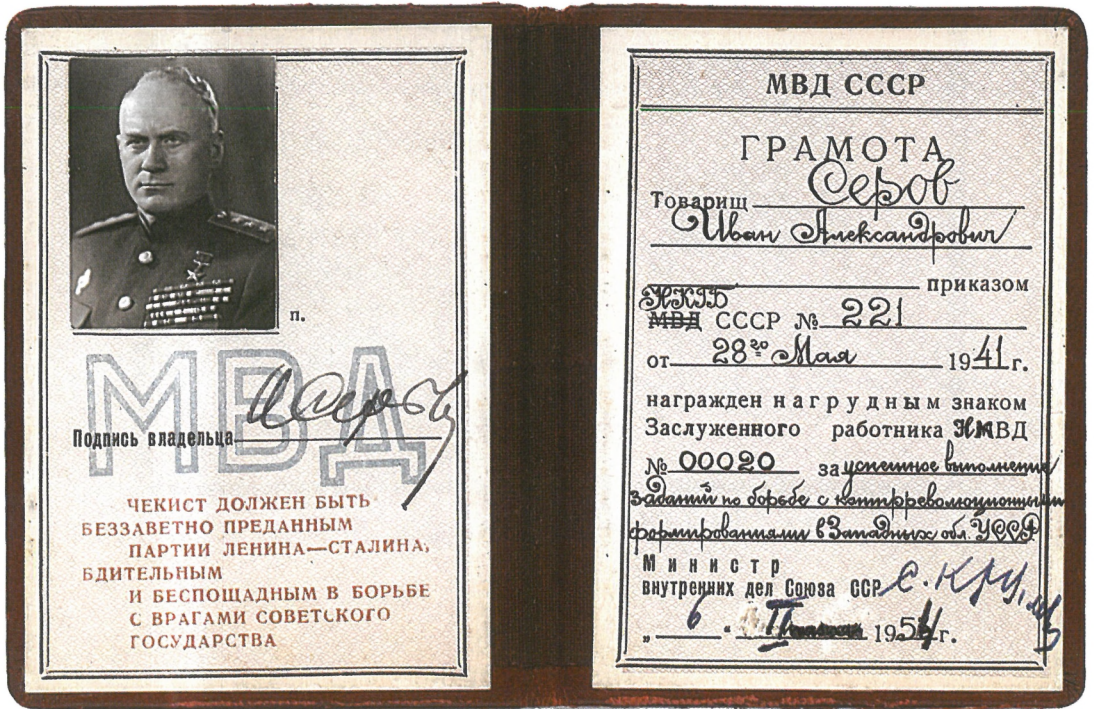 п.
МВД
Подпись владельца И Серов
ЧЕКИСТ ДОЛЖЕН БЫТЬ
БЕЗЗАВЕТНО ПРЕДАННЫМ
ПАРТИИ ЛЕНИНА—СТАЛИНА,
БДИТЕЛЬНЫМ
И БЕСПОЩАДНЫМ В БОРЬБЕ
С ВРАГАМИ СОВЕТСКОГО
ГОСУДАРСТВА
МВД СССР
ГРАМОТА
Товарищ Серов
Иван Александрович
приказом
НКГБ
МВД СССР № 221
от 28го Мая 1941 г.
награжден нагрудным знаком
Заслуженного работника НКВД
№ 00020 за успешное выполнение
заданий по борьбе с контрреволюционными
формированиями в Западных обл. УССР
Министр
внутренних дел Союза ССР С. Круглов
„ 6 “ II 1954 г.